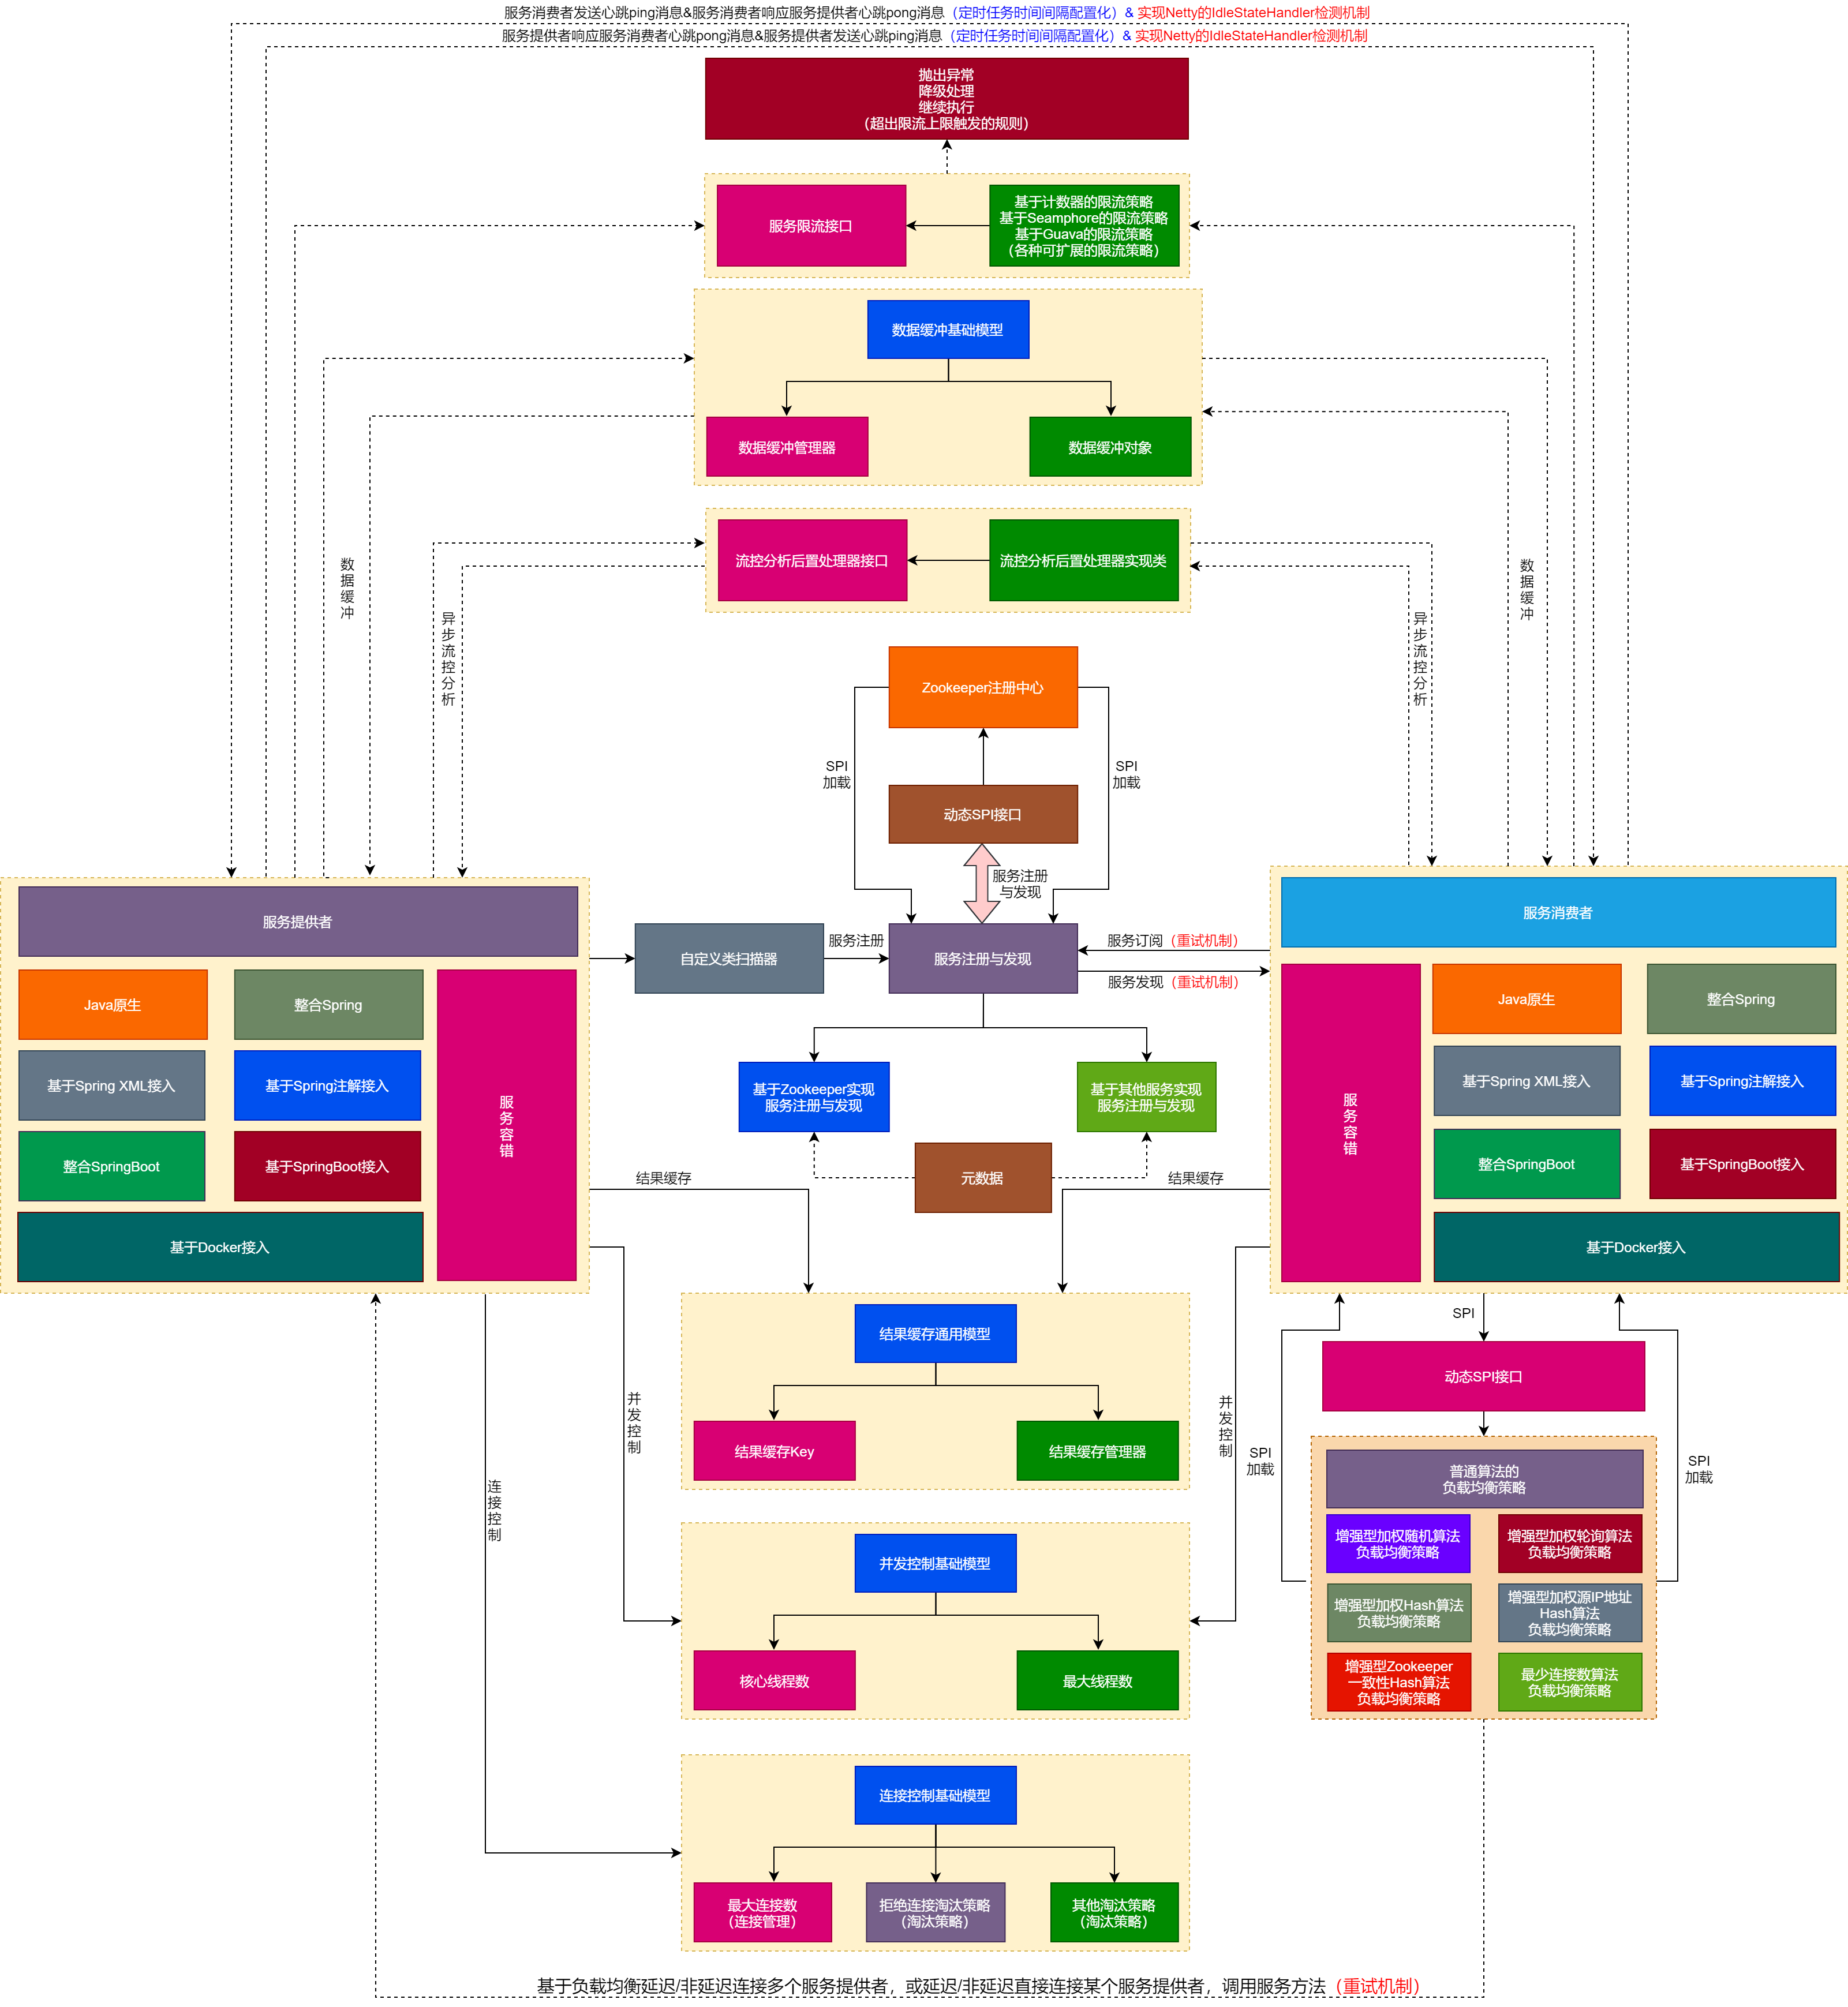 服务消费者发送心跳ping消息&服务消费者响应服务提供者心跳pong消息（定时任务时间间隔配置化）& 实现Netty的IdleStateHandler检测机制
服务提供者响应服务消费者心跳pong消息&服务提供者发送心跳ping消息（定时任务时间间隔配置化）& 实现Netty的IdleStateHandler检测机制
抛出异常
降级处理
继续执行
（超出限流上限触发的规则）
服务限流接口
基于计数器的限流策略
基于Seamphore的限流策略
基于Guava的限流策略
（各种可扩展的限流策略）
数据缓冲基础模型
数据缓冲管理器
数据缓冲对象
流控分析后置处理器接口
流控分析后置处理器实现类
数据缓冲
异步流控分析
异步流控分析
数据缓冲
Zookeeper注册中心
SPI
加载
SPI
加载
动态SPI接口
服务注册
与发现
服务提供者
Java原生
整合Spring
基于Spring XML接入
基于Spring注解接入
整合SpringBoot
基于SpringBoot接入
基于Docker接入
服务容错
自定义类扫描器
服务注册
服务注册与发现
服务订阅（重试机制）
服务发现（重试机制）
基于Zookeeper实现
服务注册与发现
基于其他服务实现
服务注册与发现
元数据
结果缓存
结果缓存
服务消费者
服务容错
Java原生
整合Spring
基于Spring XML接入
基于Spring注解接入
整合SpringBoot
基于SpringBoot接入
基于Docker接入
结果缓存通用模型
结果缓存Key
结果缓存管理器
并发控制
并发控制
连接控制
并发控制基础模型
核心线程数
最大线程数
SPI
动态SPI接口
SPI
加载
SPI
加载
普通算法的
负载均衡策略
增强型加权随机算法
负载均衡策略
增强型加权轮询算法
负载均衡策略
增强型加权Hash算法
负载均衡策略
增强型加权源IP地址
Hash算法
负载均衡策略
增强型Zookeeper
一致性Hash算法
负载均衡策略
最少连接数算法
负载均衡策略
连接控制基础模型
最大连接数
（连接管理）
拒绝连接淘汰策略
（淘汰策略）
其他淘汰策略
（淘汰策略）
基于负载均衡延迟/非延迟连接多个服务提供者，或延迟/非延迟直接连接某个服务提供者，调用服务方法（重试机制）